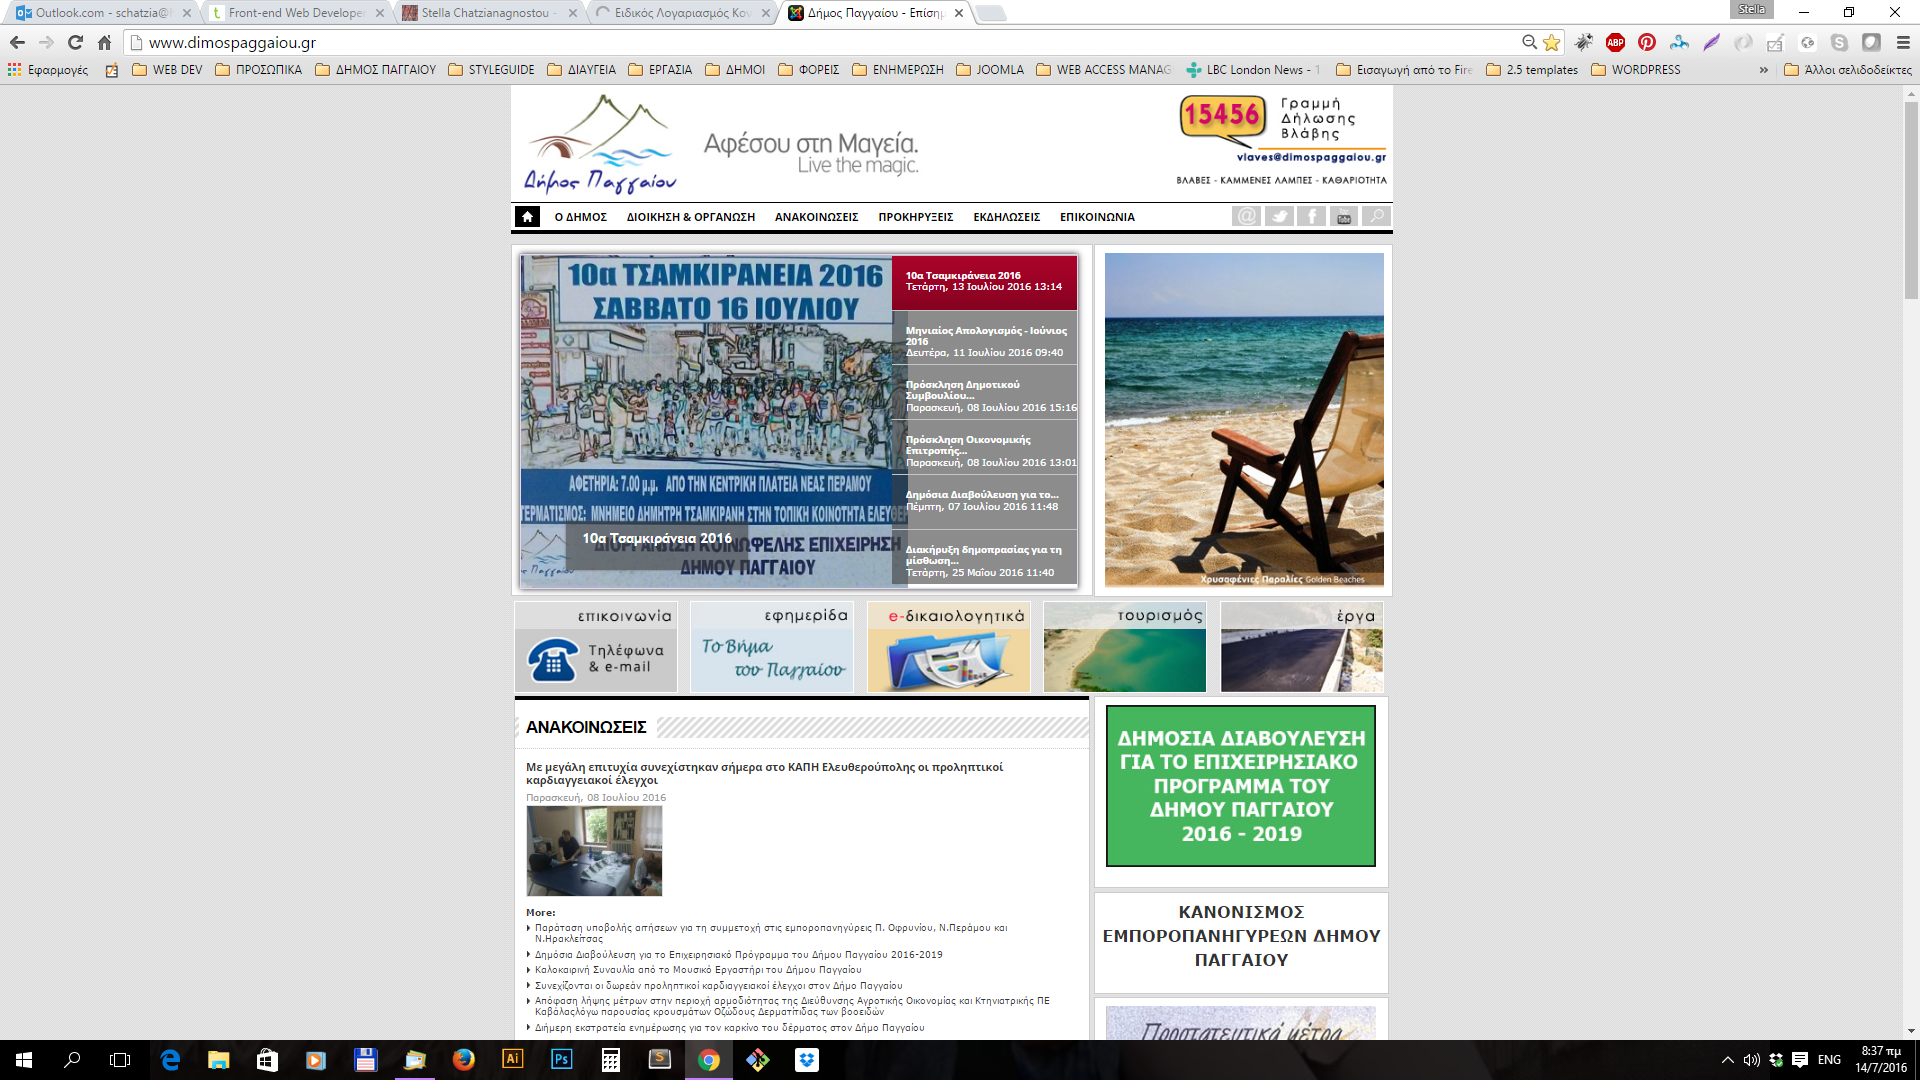 Outlook.com - schatzia@h
Front-end Web Developer
Stella Chatzianagnostou -
Ειδικός Λογαριασμός Κον
Δήμος Παγγαίου - Επίσημ
Stella
www.dimospaggaiou.gr
ABP
Εφαρμογές
WEB DEV
ΠΡΟΣΩΠΙΚΑ
ΔΗΜΟΣ ΠΑΓΓΑΙΟΥ
STYLEGUIDE
ΔΙΑΥΓΕΙΑ
ΕΡΓΑΣΙΑ
ΔΗΜΟΙ
ΦΟΡΕΙΣ
ΕΝΗΜΕΡΩΣΗ
JOOMLA
WEB ACCESS MANAG
LBC London News - 1
Εισαγωγή από το Fire
2.5 templates
WORDPRESS
»
Άλλοι σελιδοδείκτες
Δήμος Παγγαίου
Αφέσου στη Μαγεία.
Live the magic.
15456
Γραμμή
Δήλωσης
Βλάβης
vlaves@dimospaggaiou.gr
ΒΛΑΒΕΣ - ΚΑΜΜΕΝΕΣ ΛΑΜΠΕΣ - ΚΑΘΑΡΙΟΤΗΤΑ
Ο ΔΗΜΟΣ
ΔΙΟΙΚΗΣΗ & ΟΡΓΑΝΩΣΗ
ΑΝΑΚΟΙΝΩΣΕΙΣ
ΠΡΟΚΗΡΥΞΕΙΣ
ΕΚΔΗΛΩΣΕΙΣ
ΕΠΙΚΟΙΝΩΝΙΑ
10α ΤΣΑΜΚΙΡΑΝΕΙΑ 2016
ΣΑΒΒΑΤΟ 16 ΙΟΥΛΙΟΥ
ΑΦΕΤΗΡΙΑ: 7.00 μ.μ. ΑΠΟ ΤΗΝ ΚΕΝΤΡΙΚΗ ΠΛΑΤΕΙΑ ΝΕΑΣ ΠΕΡΑΜΟΥ
ΤΕΡΜΑΤΙΣΜΟΣ: ΜΝΗΜΕΙΟ ΔΗΜΗΤΡΗ ΤΣΑΜΚΙΡΑΝΗ ΣΤΗΝ ΤΟΠΙΚΗ ΚΟΙΝΟΤΗΤΑ ΕΛΕΥΘΕΡ
10α Τσαμκιράνεια 2016
ΔΙΟΡΓΑΝΩΣΗ ΚΟΙΝΩΦΕΛΗΣ ΕΠΙΧΕΙΡΗΣΗ
ΔΗΜΟΥ ΠΑΓΓΑΙΟΥ
10α Τσαμκιράνεια 2016
Τετάρτη, 13 Ιουλίου 2016 13:14
Μηνιαίος Απολογισμός - Ιούνιος
2016
Δευτέρα, 11 Ιουλίου 2016 09:40
Πρόσκληση Δημοτικού
Συμβουλίου...
Παρασκευή, 08 Ιουλίου 2016 15:16
Πρόσκληση Οικονομικής
Επιτροπής...
Παρασκευή, 08 Ιουλίου 2016 13:01
Δημόσια Διαβούλευση για το...
Πέμπτη, 07 Ιουλίου 2016 11:48
Διακήρυξη δημοπρασίας για τη
μίσθωση...
Τετάρτη, 25 Μαΐου 2016 11:40
Χρυσαφένιες Παραλίες Golden Beaches
επικοινωνία
Τηλέφωνα
& e-mail
εφημερίδα
Το Βήμα
του Παγγαίου
e-δικαιολογητικά
τουρισμός
έργα
ΑΝΑΚΟΙΝΩΣΕΙΣ
Με μεγάλη επιτυχία συνεχίστηκαν σήμερα στο ΚΑΠΗ Ελευθερούπολης οι προληπτικοί
καρδιαγγειακοί έλεγχοι
Παρασκευή, 08 Ιουλίου 2016
More:
Παράταση υποβολής αιτήσεων για τη συμμετοχή στις εμποροπανηγύρεις Π. Οφρυνίου, Ν.Περάμου και
Ν.Ηρακλείτσας
Δημόσια Διαβούλευση για το Επιχειρησιακό Πρόγραμμα του Δήμου Παγγαίου 2016-2019
Καλοκαιρινή Συναυλία από το Μουσικό Εργαστήρι του Δήμου Παγγαίου
Συνεχίζονται οι δωρεάν προληπτικοί καρδιαγγειακοί έλεγχοι στον Δήμο Παγγαίου
Απόφαση λήψης μέτρων στην περιοχή αρμοδιότητας της Διεύθυνσης Αγροτικής Οικονομίας και Κτηνιατρικής ΠΕ
Καβάλαςλόγω παρουσίας κρουσμάτων Οζώδους Δερματίτιδας των βοοειδών
Διήμερη εκστρατεία ενημέρωσης για τον καρκίνο του δέρματος στον Δήμο Παγγαίου
ΔΗΜΟΣΙΑ ΔΙΑΒΟΥΛΕΥΣΗ
ΓΙΑ ΤΟ ΕΠΙΧΕΙΡΗΣΙΑΚΟ
ΠΡΟΓΡΑΜΜΑ ΤΟΥ
ΔΗΜΟΥ ΠΑΓΓΑΙΟΥ
2016 - 2019
ΚΑΝΟΝΙΣΜΟΣ
ΕΜΠΟΡΟΠΑΝΗΓΥΡΕΩΝ ΔΗΜΟΥ
ΠΑΓΓΑΙΟΥ
Προστατευτικά μέτρα
Ai
Ps
ENG
8:37 πμ
14/7/2016